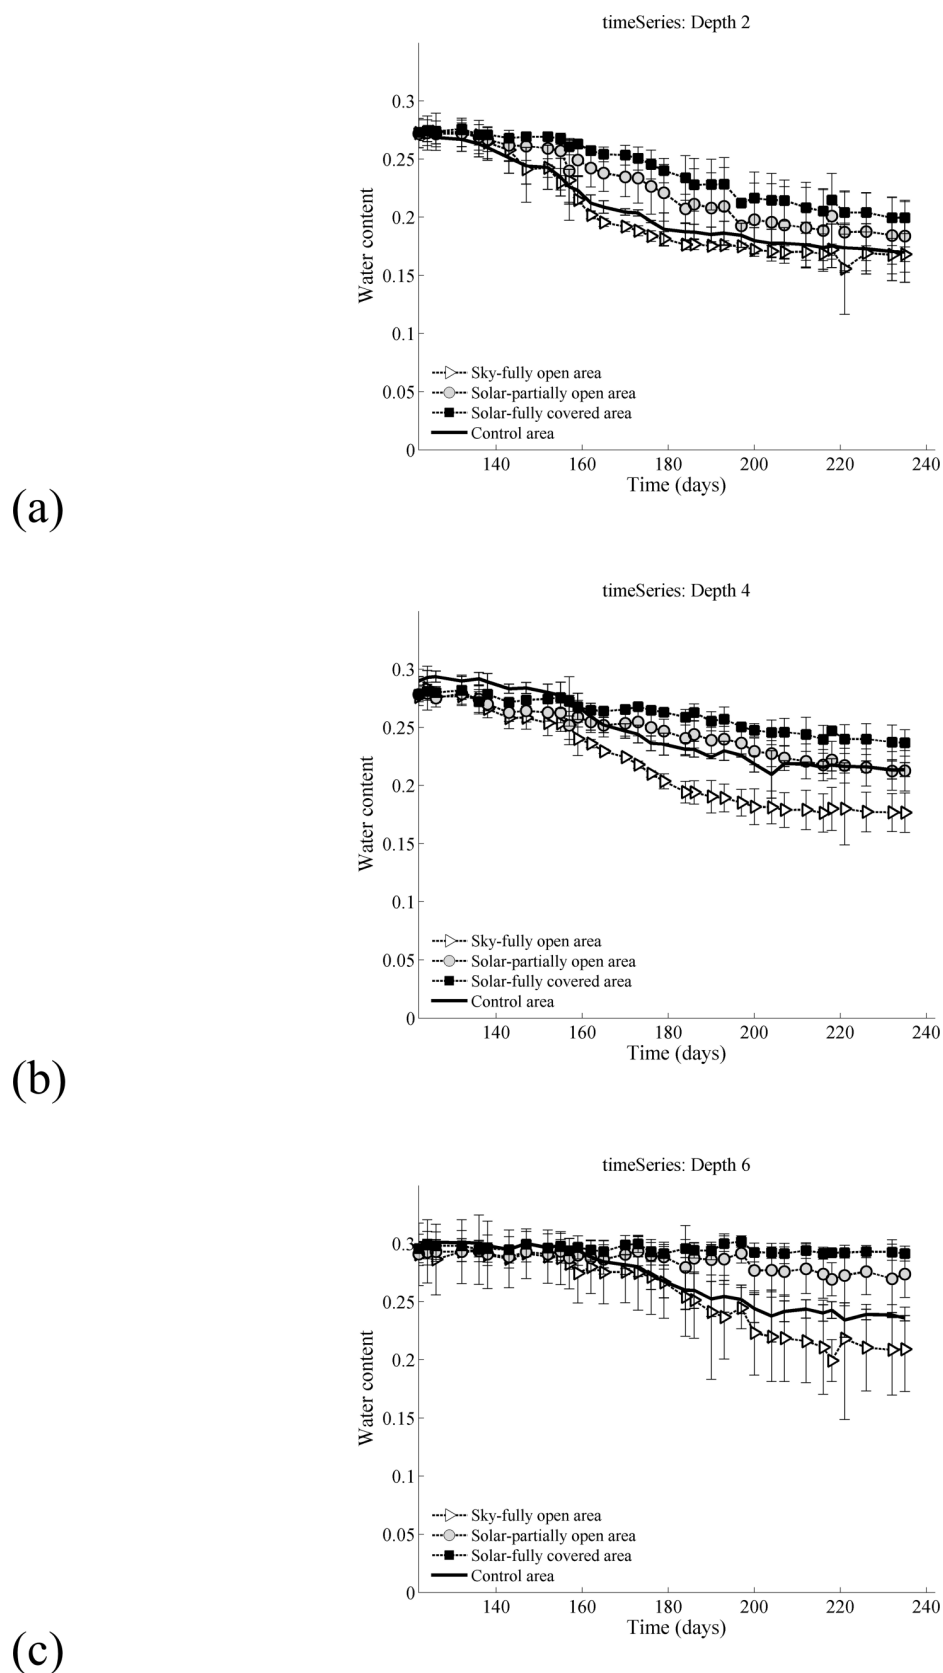 timeSeries: Depth 2
0.3
0.25
0.2
0.15
0.1
0.05
0
Water content
Sky-fully open area
Solar-partially open area
Solar-fully covered area
Control area
140 160 180 200 220 240
Time (days)
(a)
timeSeries: Depth 4
0.3
0.25
0.2
0.15
0.1
0.05
0
Water content
Sky-fully open area
Solar-partially open area
Solar-fully covered area
Control area
140 160 180 200 220 240
Time (days)
(b)
timeSeries: Depth 6
0.3
0.25
0.2
0.15
0.1
0.05
0
Water content
Sky-fully open area
Solar-partially open area
Solar-fully covered area
Control area
140 160 180 200 220 240
Time (days)
(c)